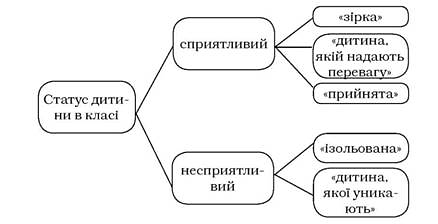 Статус дити-
ни в класі
сприятливий
«зірка»
«дитина,
якій надають
перевагу»
«прийнята»
несприятли-
вий
«ізольована»
«дитина,
якої уника-
ють»